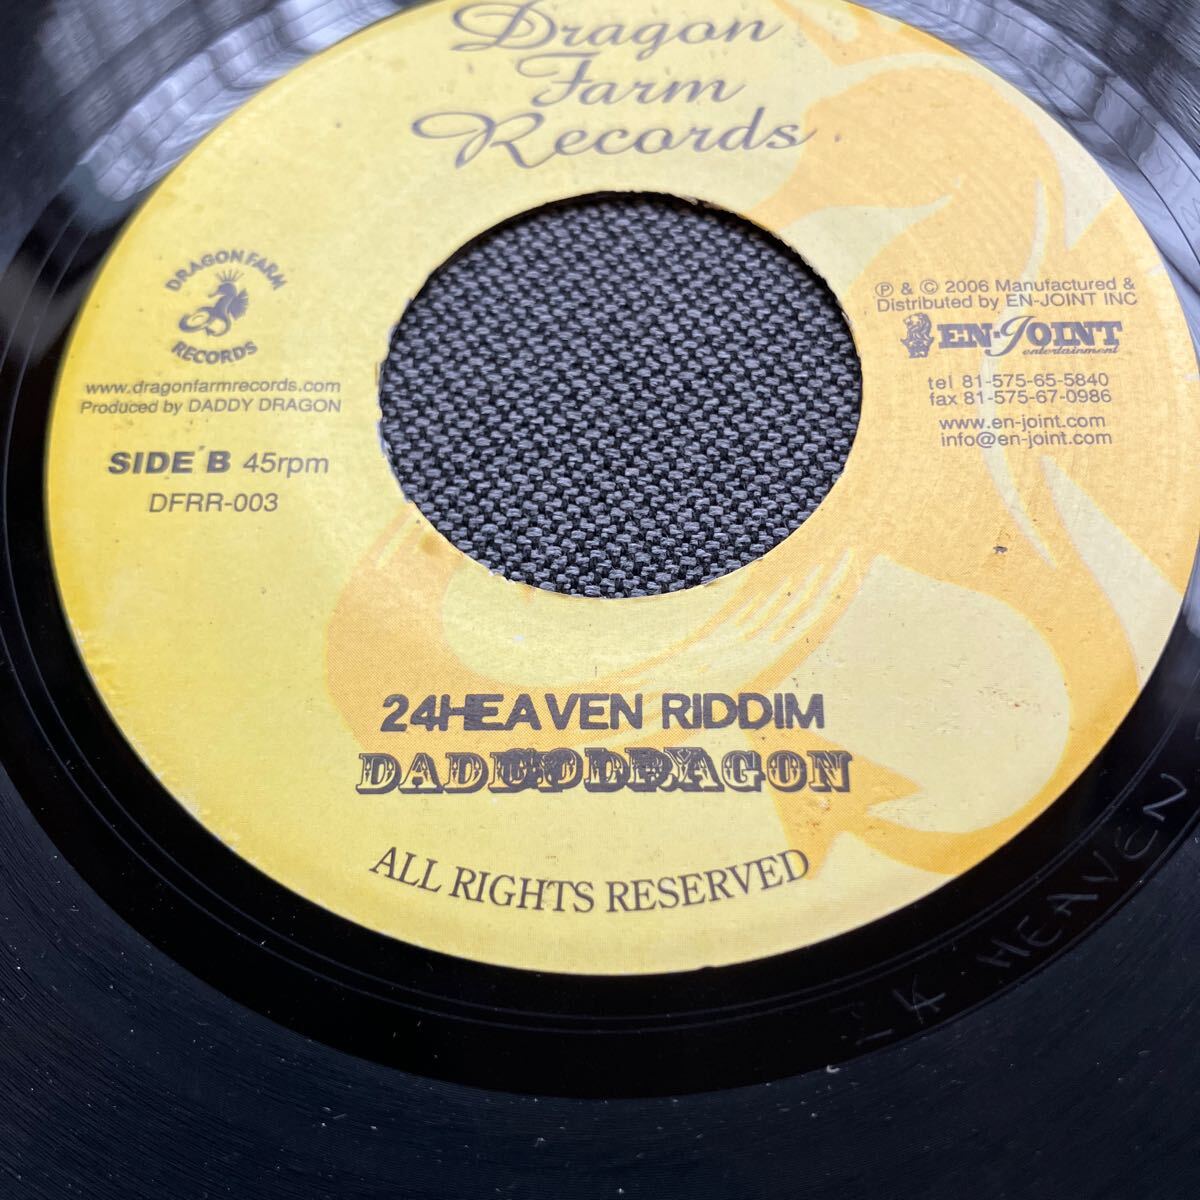 Dragon
Farm
Records
DRAGON FARM
RECORDS
www.dragonfarmrecords.com
Produced by DADDY DRAGON
SIDE B 45rpm
DFRR-003
℗ & © 2006 Manufactured &
Distributed by EN-JOINT INC
EN-JOINT
entertainment
tel 81-575-65-5840
fax 81-575-67-0986
www.en-joint.com
info@en-joint.com
24HEAVEN RIDDIM
DADDY DRAGON
ALL RIGHTS RESERVED
HEAVEN